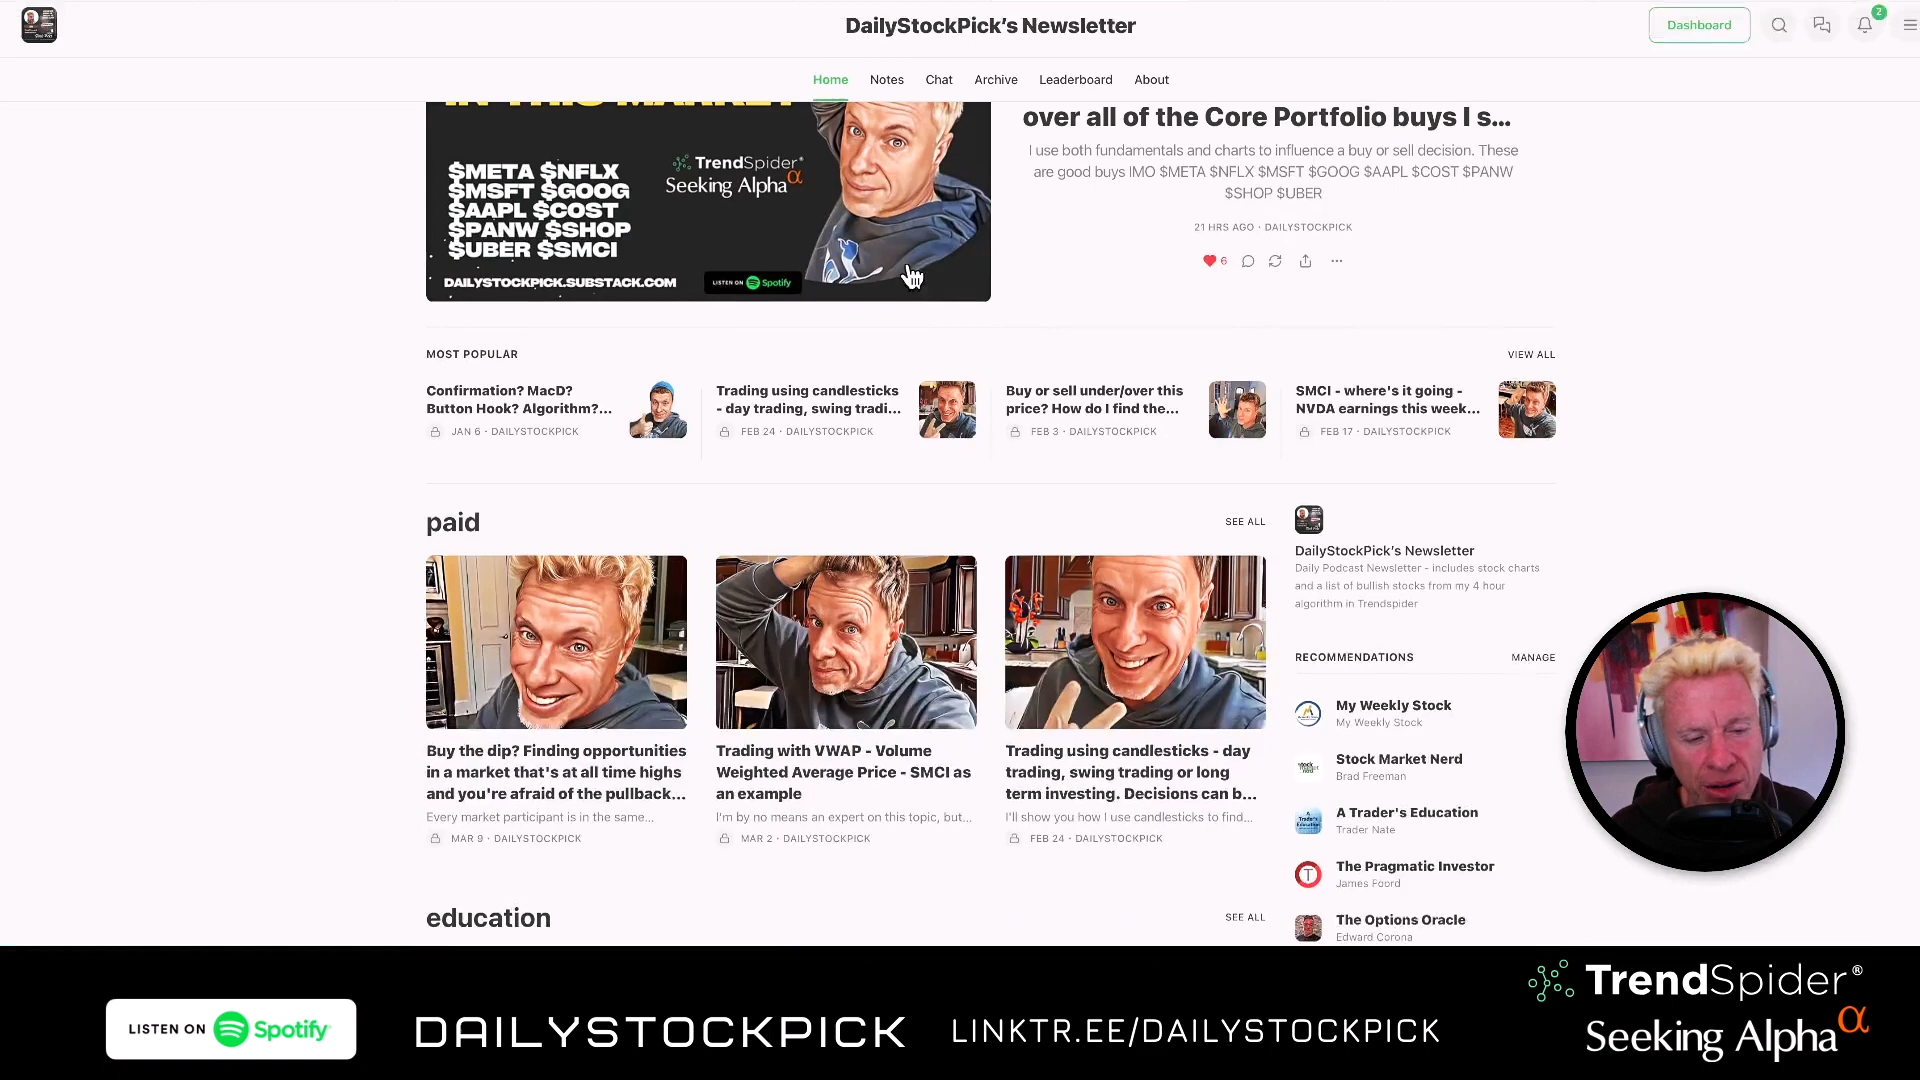 DailyStockPick's Newsletter
Dashboard
2
Home
Notes
Chat
Archive
Leaderboard
About
IN THIS MARKET
$META $NFLX
$MSFT $GOOG
$AAPL $COST
$PANW $SHOP
$UBER $SMCI
TrendSpider®
Seeking Alphaα
DAILYSTOCKPICK.SUBSTACK.COM
LISTEN ON Spotify
over all of the Core Portfolio buys I s...
I use both fundamentals and charts to influence a buy or sell decision. These
are good buys IMO $META $NFLX $MSFT $GOOG $AAPL $COST $PANW
$SHOP $UBER
21 HRS AGO · DAILYSTOCKPICK
6
MOST POPULAR
VIEW ALL
Confirmation? MacD?
Button Hook? Algorithm?...
JAN 6 · DAILYSTOCKPICK
Trading using candlesticks
- day trading, swing tradi...
FEB 24 · DAILYSTOCKPICK
Buy or sell under/over this
price? How do I find the...
FEB 3 · DAILYSTOCKPICK
SMCI - where's it going -
NVDA earnings this week...
FEB 17 · DAILYSTOCKPICK
paid
SEE ALL
Buy the dip? Finding opportunities
in a market that's at all time highs
and you're afraid of the pullback...
Every market participant is in the same...
MAR 9 · DAILYSTOCKPICK
Trading with VWAP - Volume
Weighted Average Price - SMCI as
an example
I'm by no means an expert on this topic, but...
MAR 2 · DAILYSTOCKPICK
Trading using candlesticks - day
trading, swing trading or long
term investing. Decisions can b...
I'll show you how I use candlesticks to find...
FEB 24 · DAILYSTOCKPICK
DailyStockPick's Newsletter
Daily Podcast Newsletter - includes stock charts
and a list of bullish stocks from my 4 hour
algorithm in Trendspider
RECOMMENDATIONS
MANAGE
My Weekly Stock
My Weekly Stock
Stock Market Nerd
Brad Freeman
A Trader's Education
Trader Nate
The Pragmatic Investor
James Foord
The Options Oracle
Edward Corona
education
SEE ALL
LISTEN ON Spotify
DAILYSTOCKPICK
LINKTR.EE/DAILYSTOCKPICK
TrendSpider®
Seeking Alphaα